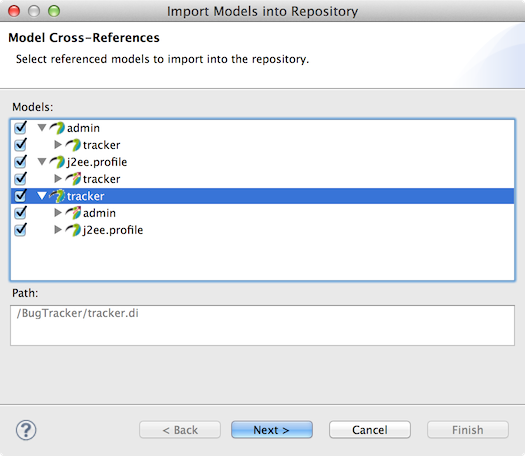 Import Models into Repository
Model Cross-References
Select referenced models to import into the repository.
Models:
admin
tracker
j2ee.profile
tracker
tracker
admin
j2ee.profile
Path:
/BugTracker/tracker.di
?
< Back
Next >
Cancel
Finish